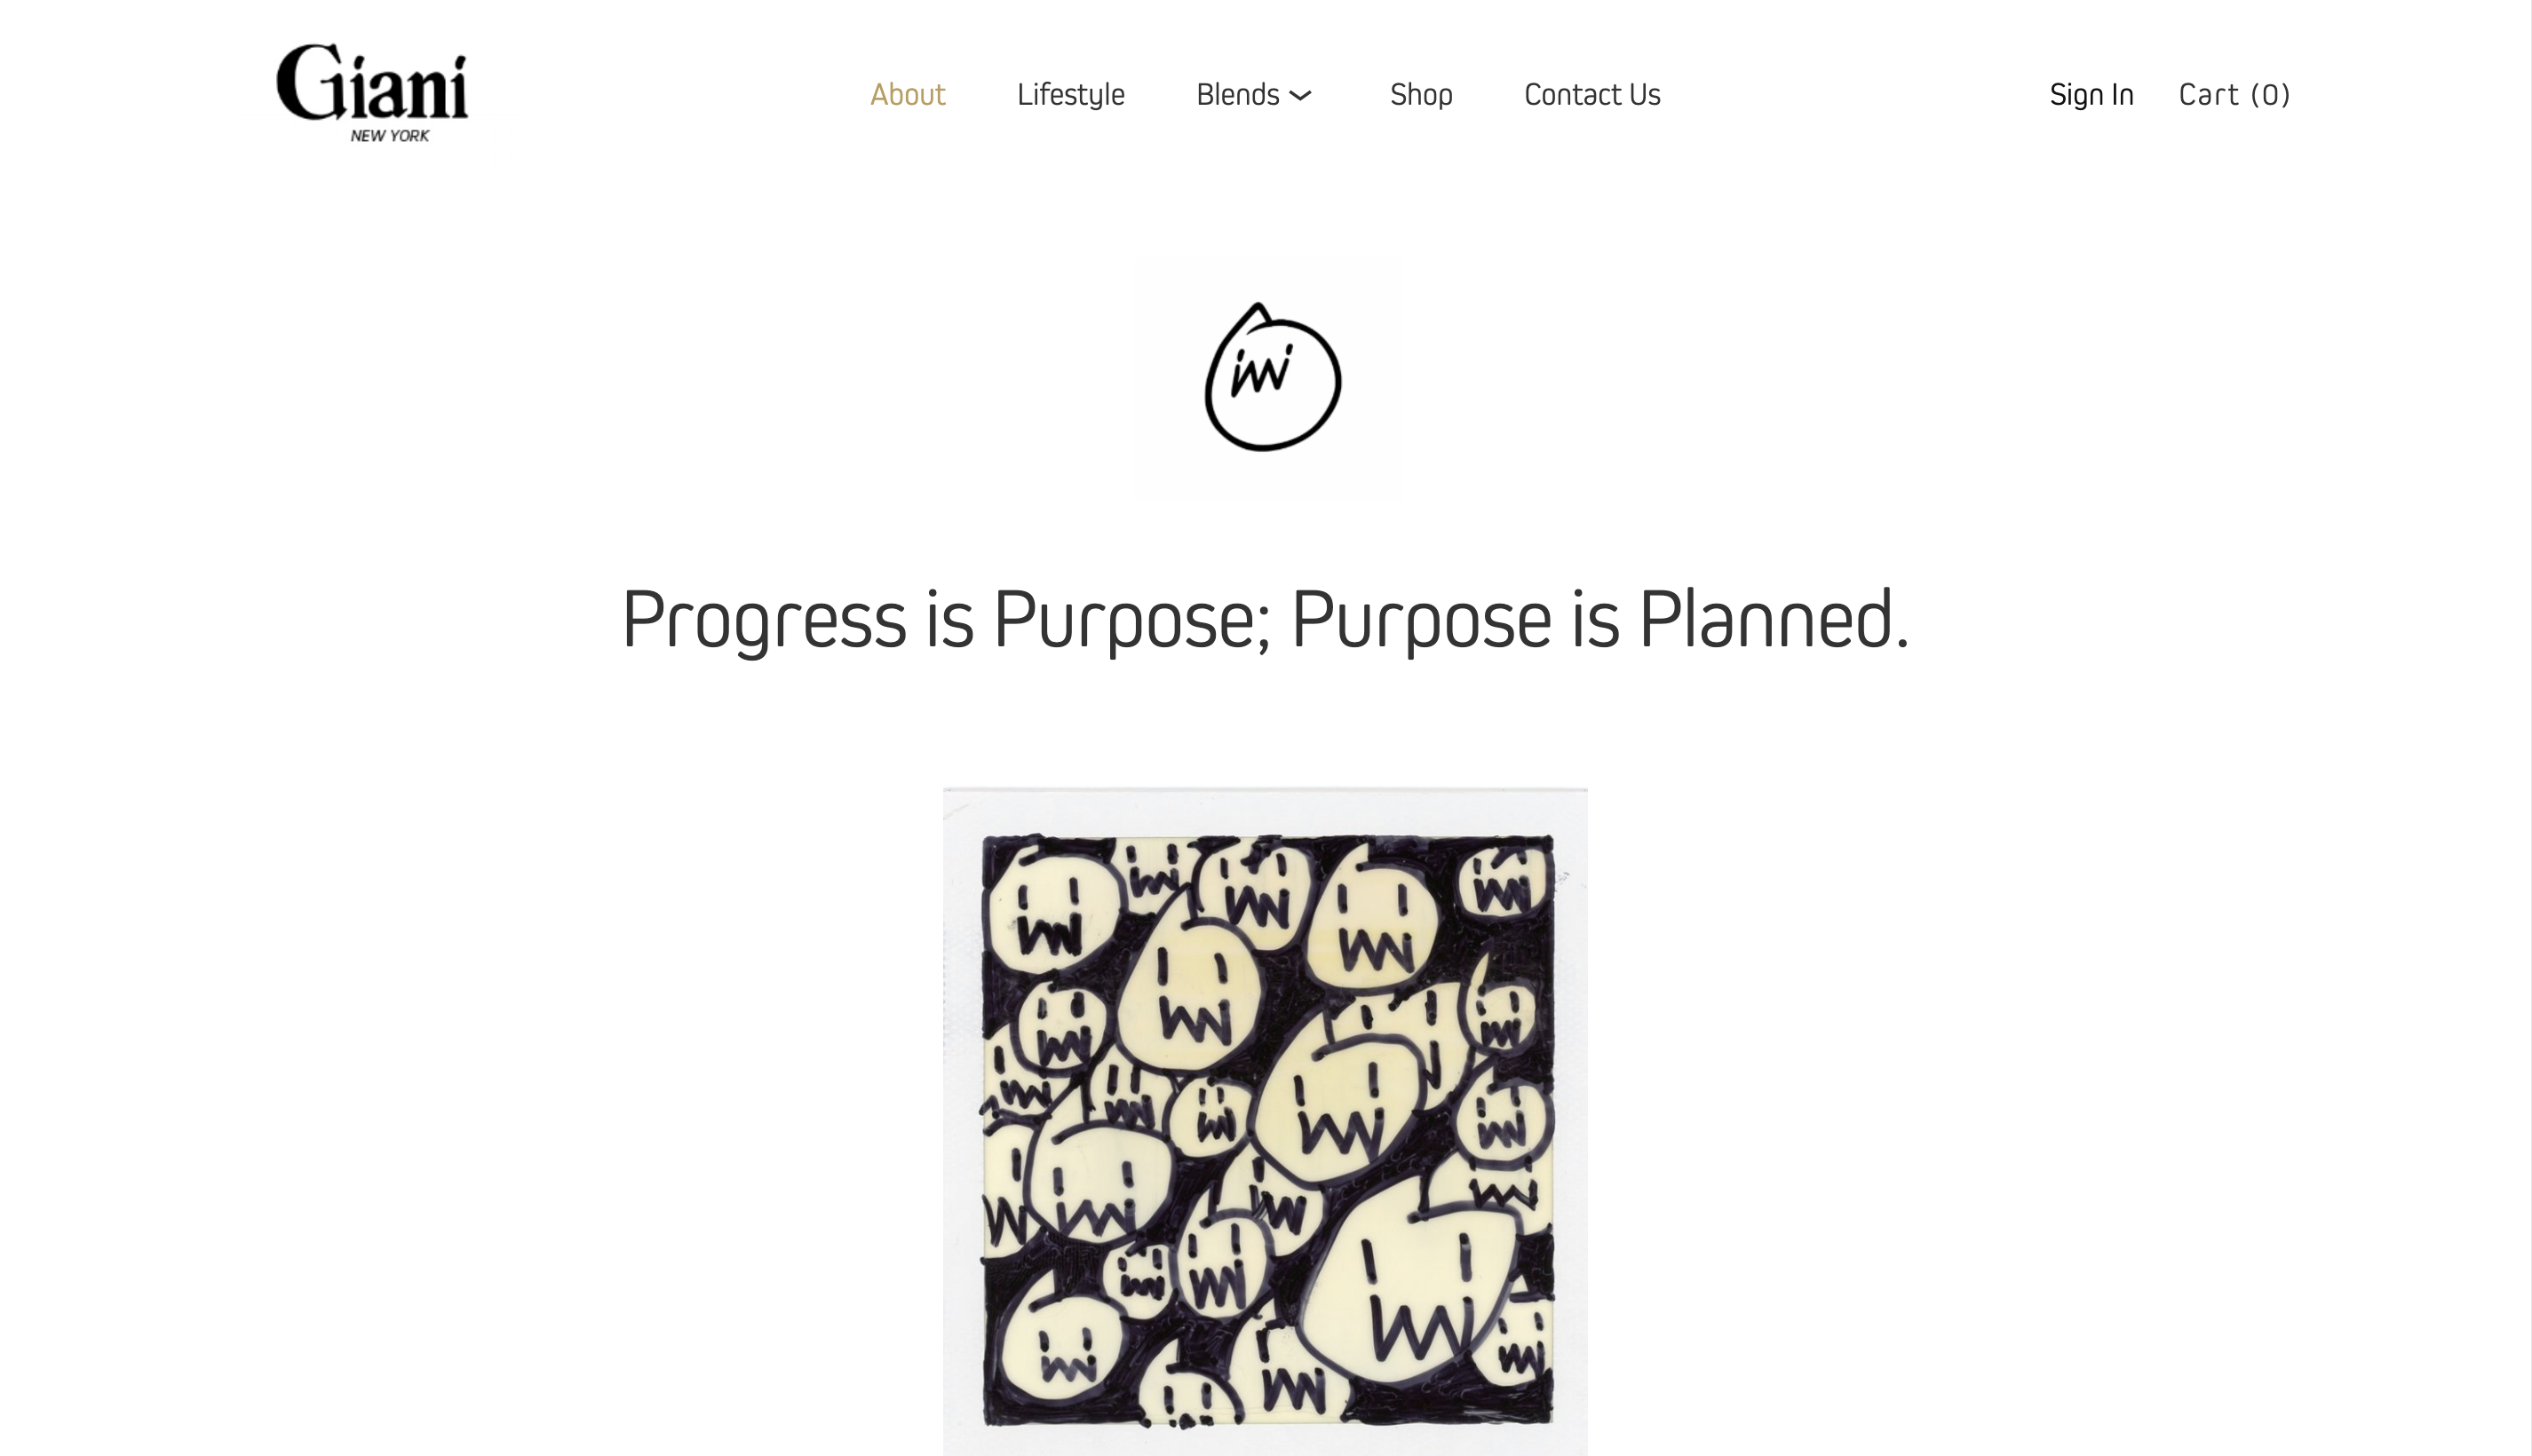 Giani
NEW YORK
About
Lifestyle
Blends
Shop
Contact Us
Sign In
Cart (0)
Progress is Purpose; Purpose is Planned.